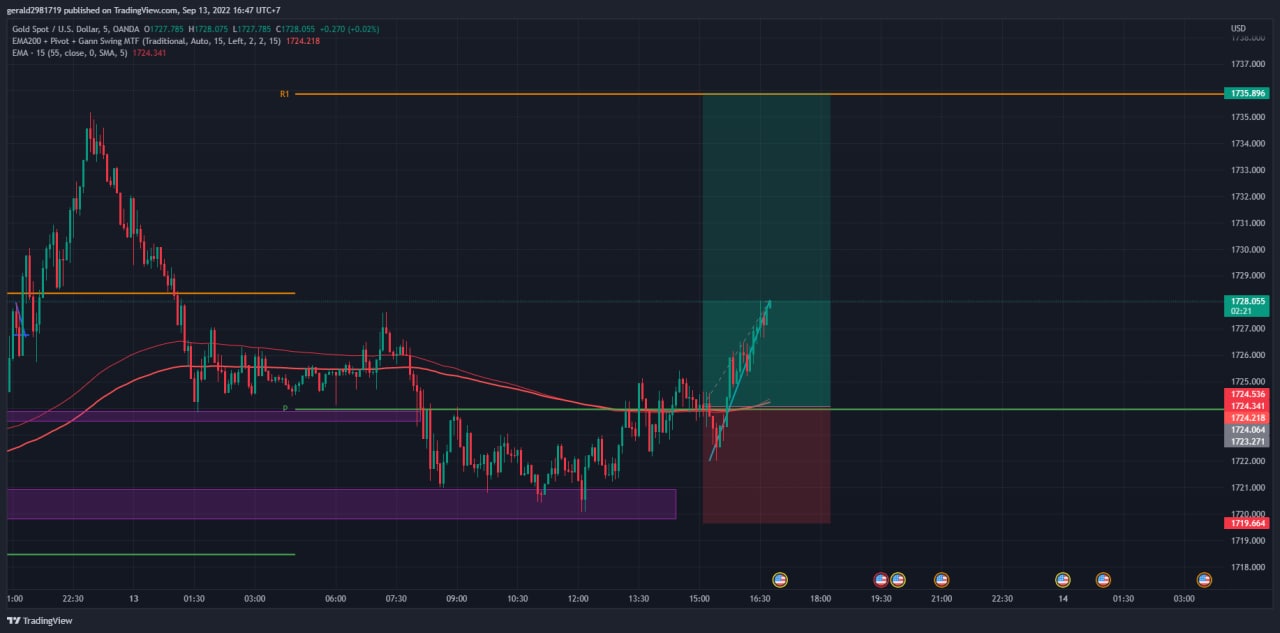 gerald2981719 published on TradingView.com, Sep 13, 2022 16:47 UTC+7
Gold Spot / U.S. Dollar, 5, OANDA O1727.785 H1728.075 L1727.785 C1728.055 +0.270 (+0.02%)
EMA200 + Pivot + Gann Swing MTF (Traditional, Auto, 15, Left, 2, 2, 15) 1724.218
EMA - 15 (55, close, 0, SMA, 5) 1724.341
USD
1738.000
1737.000
R1
1735.896
1735.000
1734.000
1733.000
1732.000
1731.000
1730.000
1729.000
1728.055
02:21
1727.000
1726.000
1725.000
1724.536
1724.341
P
1724.218
1724.064
1723.271
1722.000
1721.000
1720.000
1719.664
1719.000
1718.000
1:00 22:30 13 01:30 03:00 06:00 07:30 09:00 10:30 12:00 13:30 15:00 16:30 18:00 19:30 21:00 22:30 14 01:30 03:00
TradingView